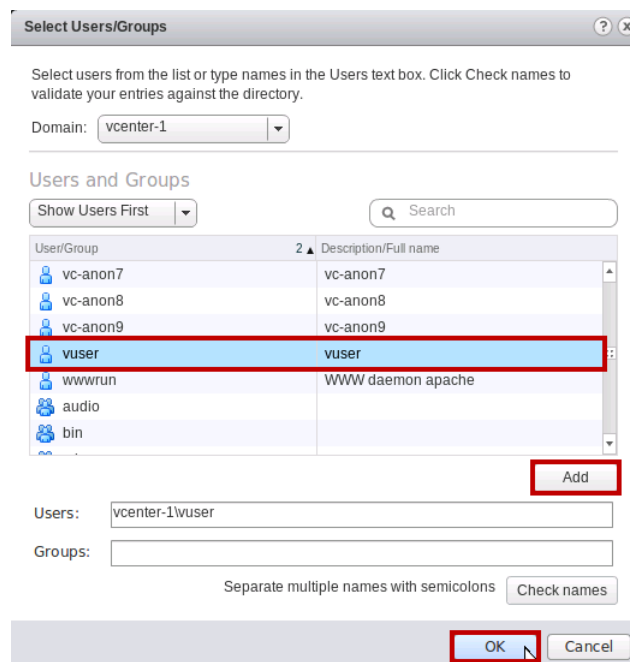 Select Users/Groups ? x
Select users from the list or type names in the Users text box. Click Check names to
validate your entries against the directory.
Domain: vcenter-1
Users and Groups
Show Users First Search
User/Group 2 Description/Full name
vc-anon7 vc-anon7
vc-anon8 vc-anon8
vc-anon9 vc-anon9
vuser vuser
wwwrun WWW daemon apache
audio
bin
Add
Users: vcenter-1\vuser
Groups:
Separate multiple names with semicolons Check names
OK Cancel